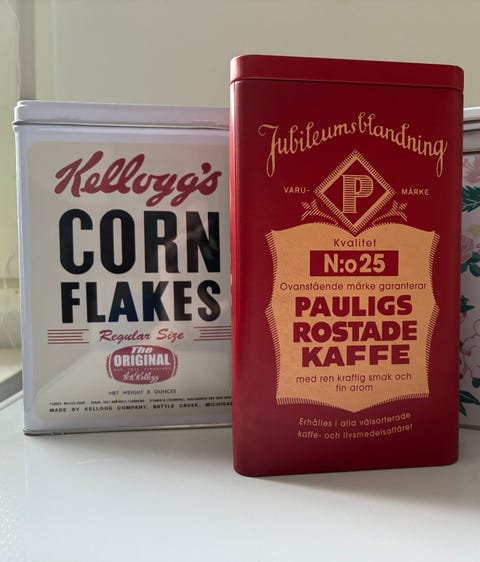 Kellogg's
CORN
FLAKES
Regular Size
The
ORIGINAL
W.K. Kellogg
NET WEIGHT 8 OUNCES
MADE BY KELLOGG COMPANY, BATTLE CREEK, MICHIGAN
Jubileumsblandning
P
VARU- MÄRKE
Kvalitet
N:o 25
Ovanstående märke garanterar
PAULIGS
ROSTADE
KAFFE
med ren kraftig smak och
fin arom
Erhålles i alla välsorterade
kaffe- och livsmedelsaffärer